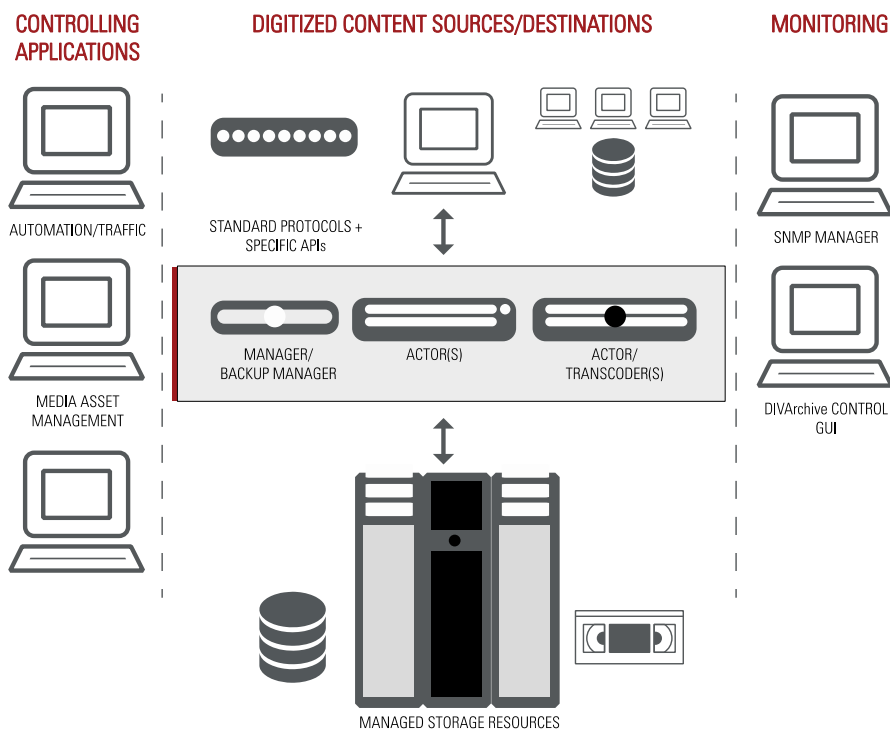 CONTROLLING
APPLICATIONS
DIGITIZED CONTENT SOURCES/DESTINATIONS
MONITORING
AUTOMATION/TRAFFIC
STANDARD PROTOCOLS +
SPECIFIC APIs
SNMP MANAGER
MANAGER/
BACKUP MANAGER
ACTOR(S)
ACTOR/
TRANSCODER(S)
MEDIA ASSET
MANAGEMENT
DIVArchive CONTROL
GUI
MANAGED STORAGE RESOURCES